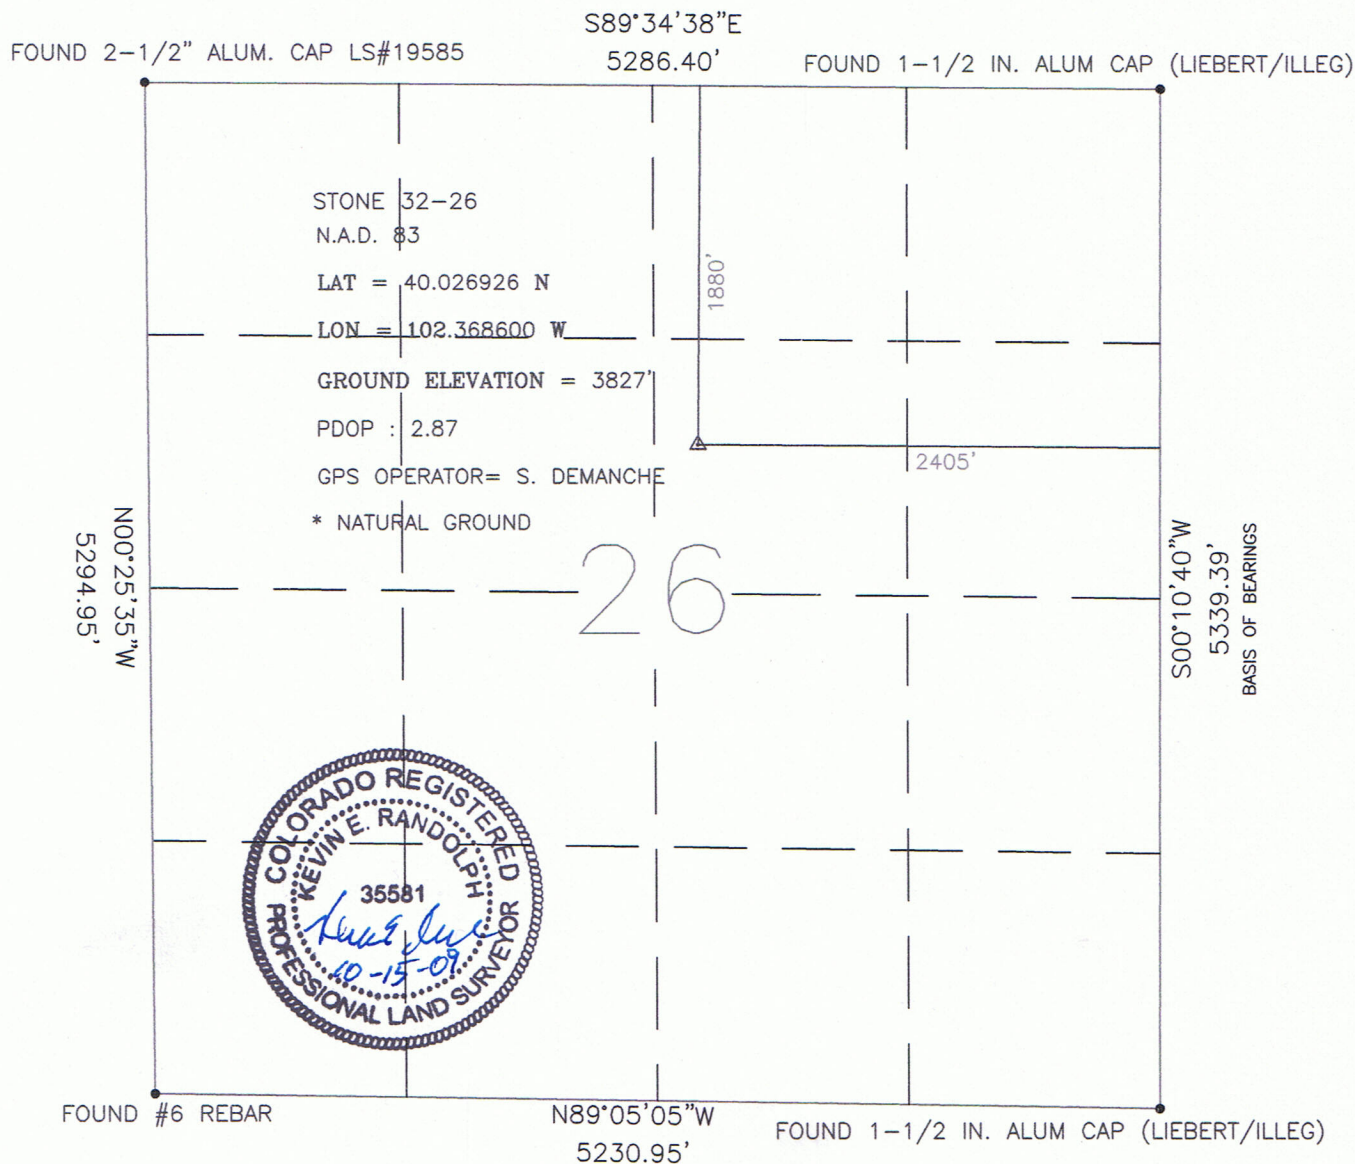 S89°34'38"E
5286.40'
FOUND 2-1/2" ALUM. CAP LS#19585
FOUND 1-1/2 IN. ALUM CAP (LIEBERT/ILLEG)
STONE 32-26
N.A.D. 83
LAT = 40.026926 N
LON = 102.368600 W
GROUND ELEVATION = 3827'
PDOP : 2.87
GPS OPERATOR= S. DEMANCHE
* NATURAL GROUND
1880'
2405'
26
N00°25'35"W
5294.95'
S00°10'40"W
5339.39'
BASIS OF BEARINGS
COLORADO REGISTERED
KEVIN E. RANDOLPH
35581
10-15-09
PROFESSIONAL LAND SURVEYOR
FOUND #6 REBAR
N89°05'05"W
5230.95'
FOUND 1-1/2 IN. ALUM CAP (LIEBERT/ILLEG)